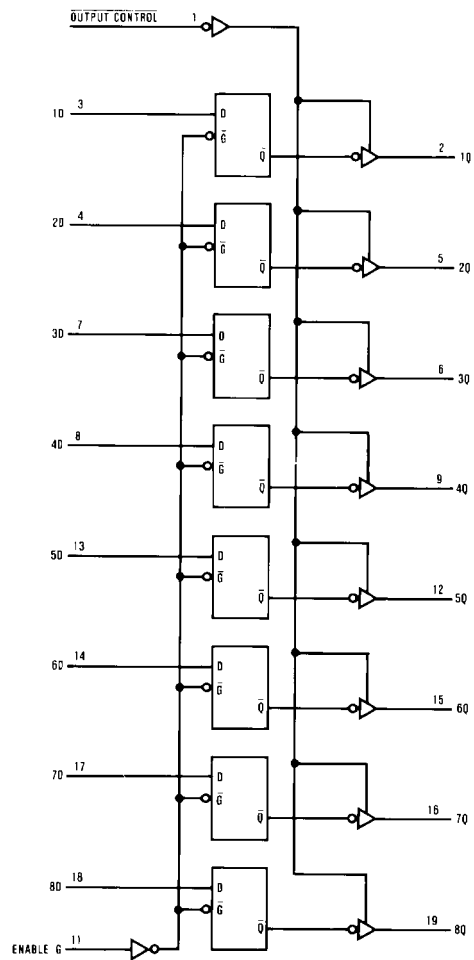 OUTPUT CONTROL 1
1D 3 D G̅ Q̅ 2 1Q
2D 4 D G̅ Q̅ 5 2Q
3D 7 D G̅ Q̅ 6 3Q
4D 8 D G̅ Q̅ 9 4Q
5D 13 D G̅ Q̅ 12 5Q
6D 14 D G̅ Q̅ 15 6Q
7D 17 D G̅ Q̅ 16 7Q
8D 18 D G̅ Q̅ 19 8Q
ENABLE G 11